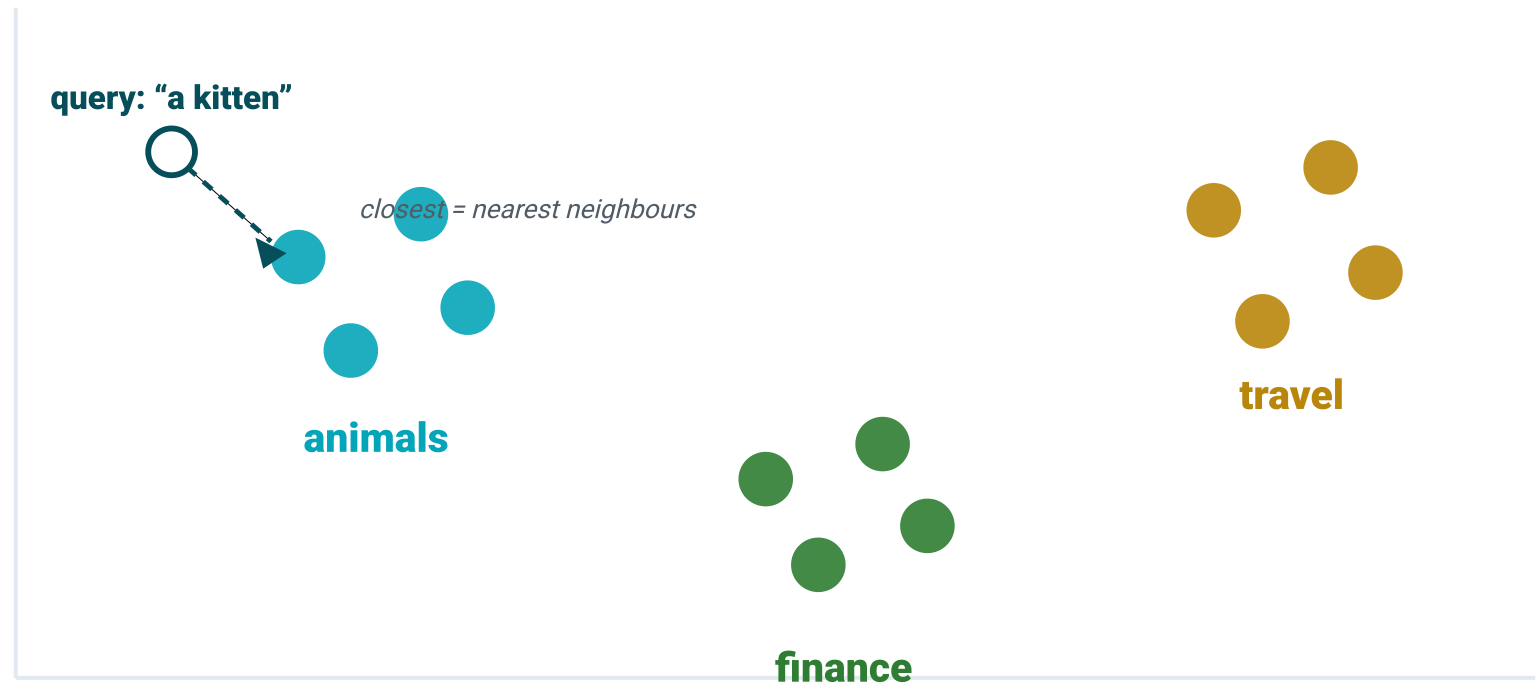 query: “a kitten”
closest = nearest neighbours
travel
animals
finance